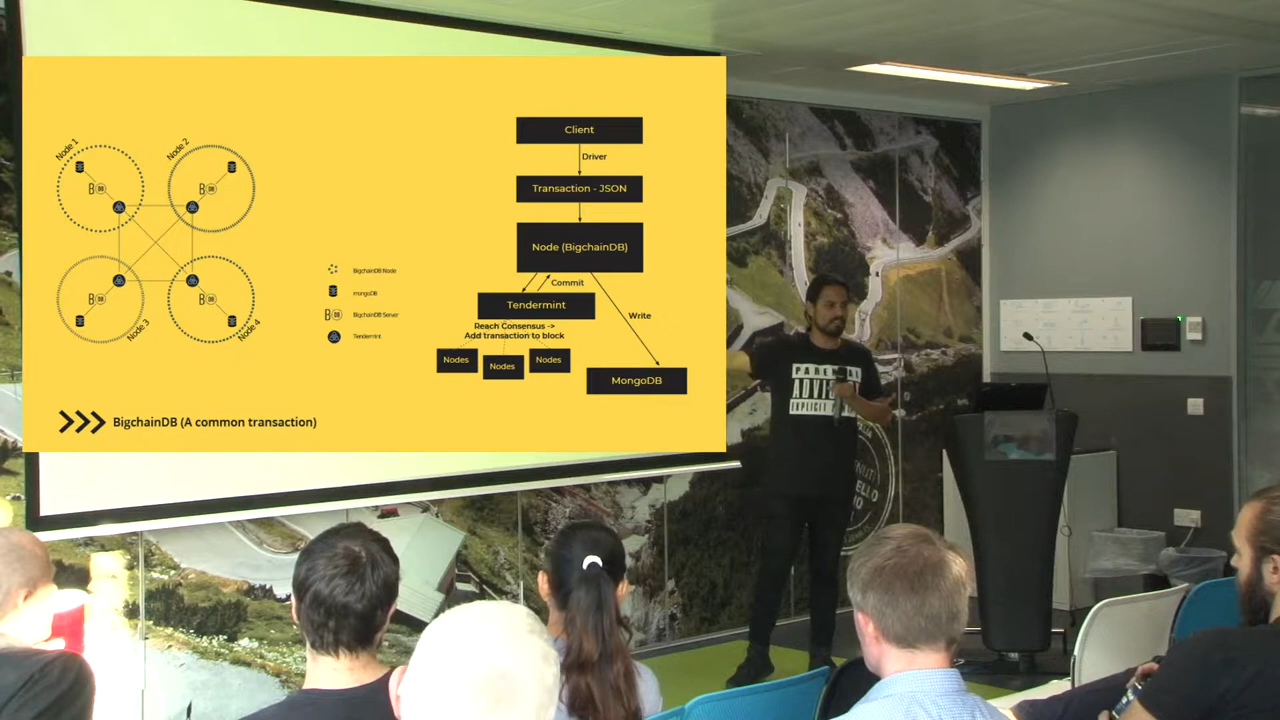 Node 1
Node 2
Node 3
Node 4
BigchainDB Node
mongoDB
BigchainDB Server
Tendermint
Client
Driver
Transaction - JSON
Node (BigchainDB)
Commit
Tendermint
Write
Reach Consensus ->
Add transaction to block
Nodes
Nodes
Nodes
MongoDB
BigchainDB (A common transaction)
PARENTAL
ADVISORY
EXPLICIT